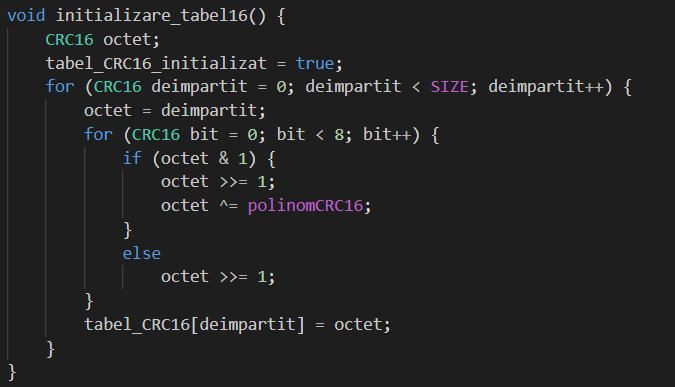 void initializare_tabel16() {
    CRC16 octet;
    tabel_CRC16_initializat = true;
    for (CRC16 deimpartit = 0; deimpartit < SIZE; deimpartit++) {
        octet = deimpartit;
        for (CRC16 bit = 0; bit < 8; bit++) {
            if (octet & 1) {
                octet >>= 1;
                octet ^= polinomCRC16;
            }
            else
                octet >>= 1;
        }
        tabel_CRC16[deimpartit] = octet;
    }
}